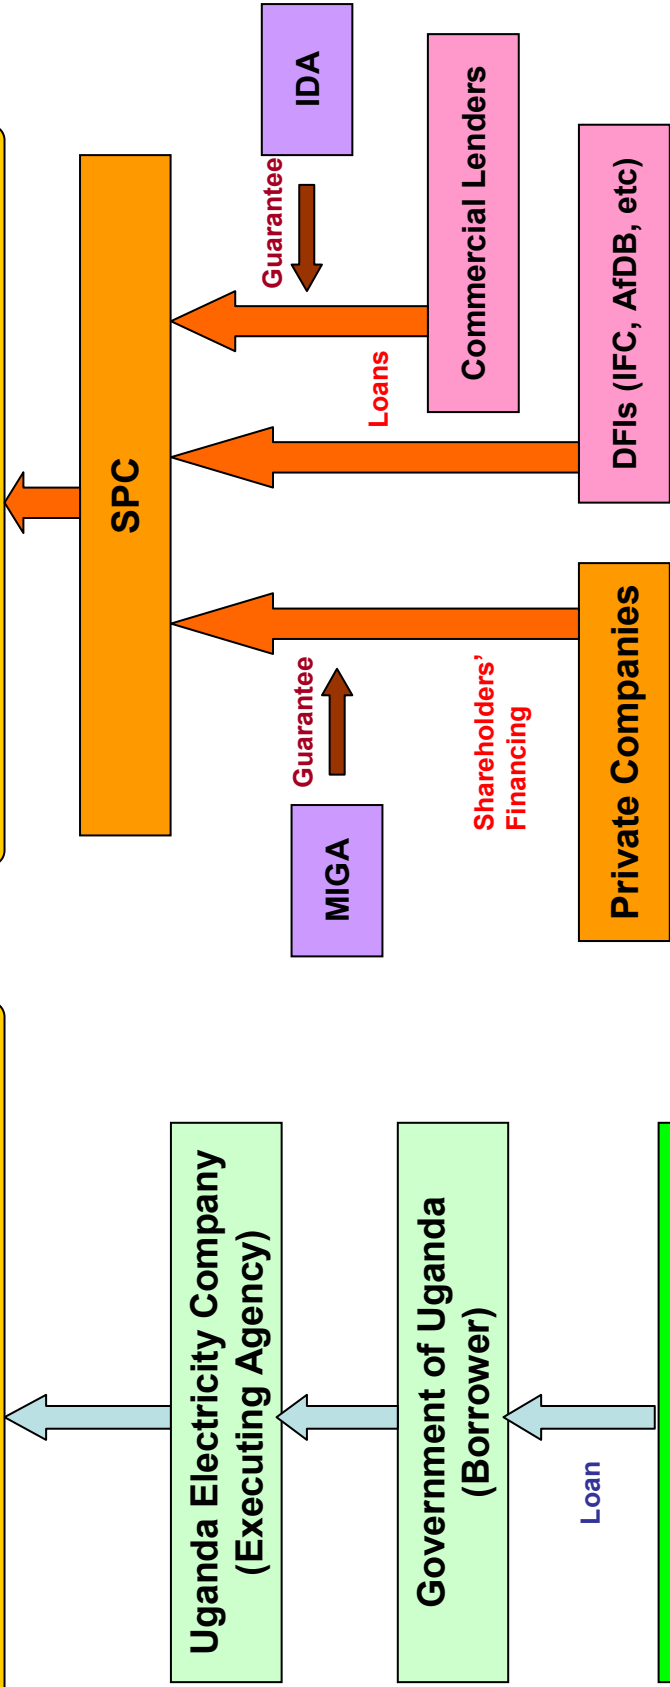 Uganda Electricity Company
(Executing Agency)
Government of Uganda
(Borrower)
Loan
SPC
MIGA
Guarantee
Shareholders’
Financing
Private Companies
IDA
Guarantee
Loans
Commercial Lenders
DFIs (IFC, AfDB, etc)